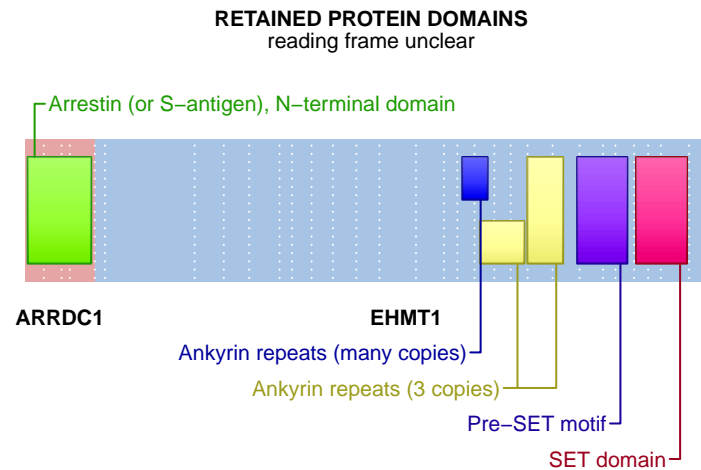 RETAINED PROTEIN DOMAINS
reading frame unclear
Arrestin (or S−antigen), N−terminal domain
ARRDC1
EHMT1
Ankyrin repeats (many copies)
Ankyrin repeats (3 copies)
Pre−SET motif
SET domain